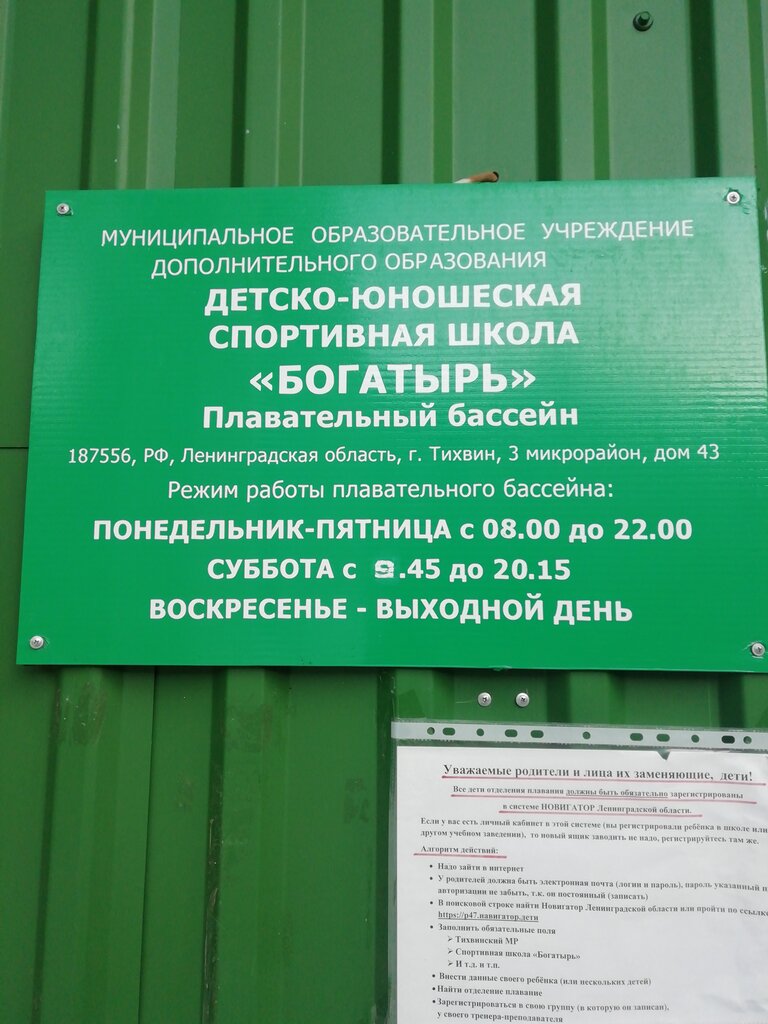 МУНИЦИПАЛЬНОЕ ОБРАЗОВАТЕЛЬНОЕ УЧРЕЖДЕНИЕ
ДОПОЛНИТЕЛЬНОГО ОБРАЗОВАНИЯ
ДЕТСКО-ЮНОШЕСКАЯ
СПОРТИВНАЯ ШКОЛА
«БОГАТЫРЬ»
Плавательный бассейн
187556, РФ, Ленинградская область, г. Тихвин, 3 микрорайон, дом 43
Режим работы плавательного бассейна:
ПОНЕДЕЛЬНИК-ПЯТНИЦА с 08.00 до 22.00
СУББОТА с 9.45 до 20.15
ВОСКРЕСЕНЬЕ - ВЫХОДНОЙ ДЕНЬ
Уважаемые родители и лица их заменяющие, дети!
Все дети отделения плавания должны быть обязательно зарегистрированы
в системе НОВИГАТОР Ленинградской области.
Если у вас есть личный кабинет в этой системе (вы регистрировали ребёнка в школе или
другом учебном заведении), то новый ящик заводить не надо, регистрируйтесь там же.
Алгоритм действий:
• Надо зайти в интернет
• У родителей должна быть электронная почта (логин и пароль), пароль указанный п
авторизации не забыть, т.к. он постоянный (записать)
• В поисковой строке найти Новигатор Ленинградской области или пройти по ссылке
https://р47.навигатор.дети
• Заполнить обязательные поля
➢ Тихвинский МР
➢ Спортивная школа «Богатырь»
➢ И т.д. и т.п.
• Внести данные своего ребёнка (или нескольких детей)
• Найти отделение плавание
• Зарегистрироваться в свою группу (в которую он записан),
у своего тренера-преподавателя